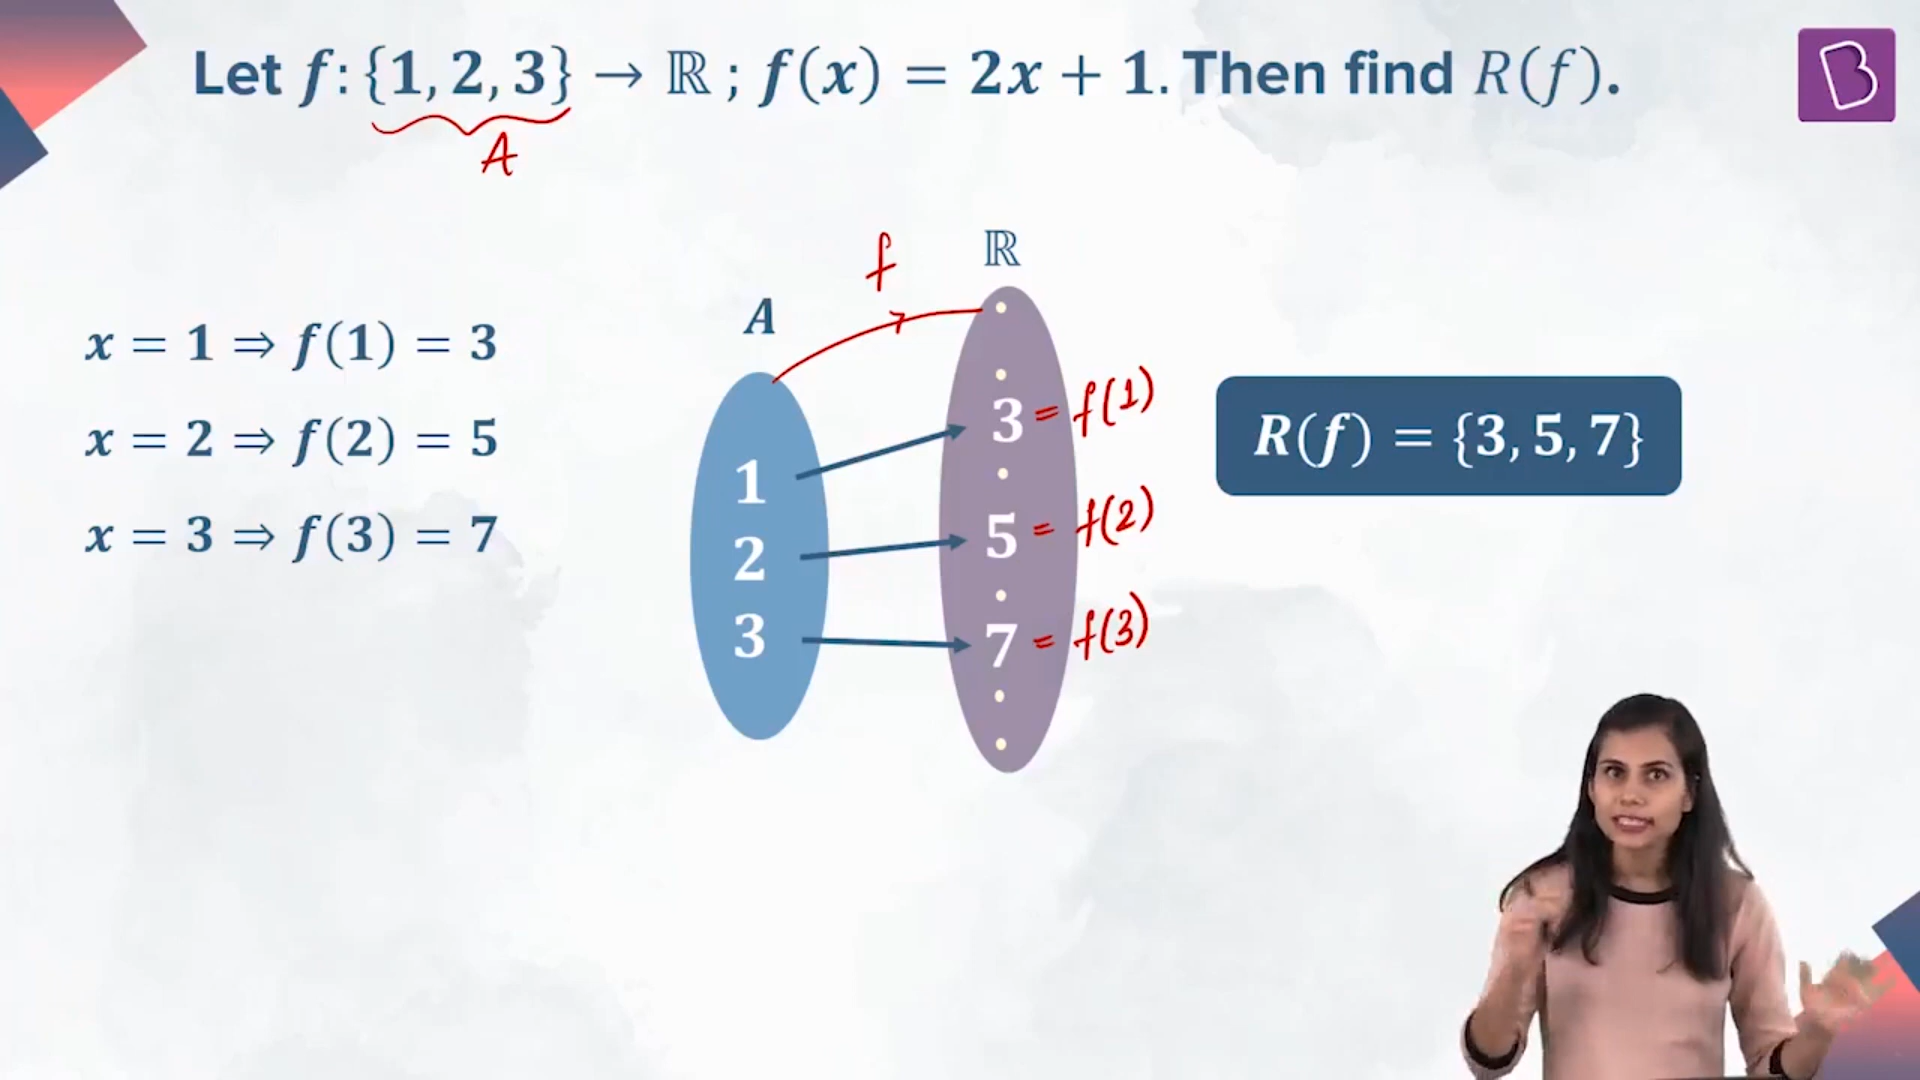 Let f: {1, 2, 3} → ℝ ; f(x) = 2x + 1. Then find R(f).
A
f
ℝ
A
x = 1 ⇒ f(1) = 3
x = 2 ⇒ f(2) = 5
x = 3 ⇒ f(3) = 7
1
2
3
3 = f(1)
5 = f(2)
7 = f(3)
R(f) = {3, 5, 7}
B